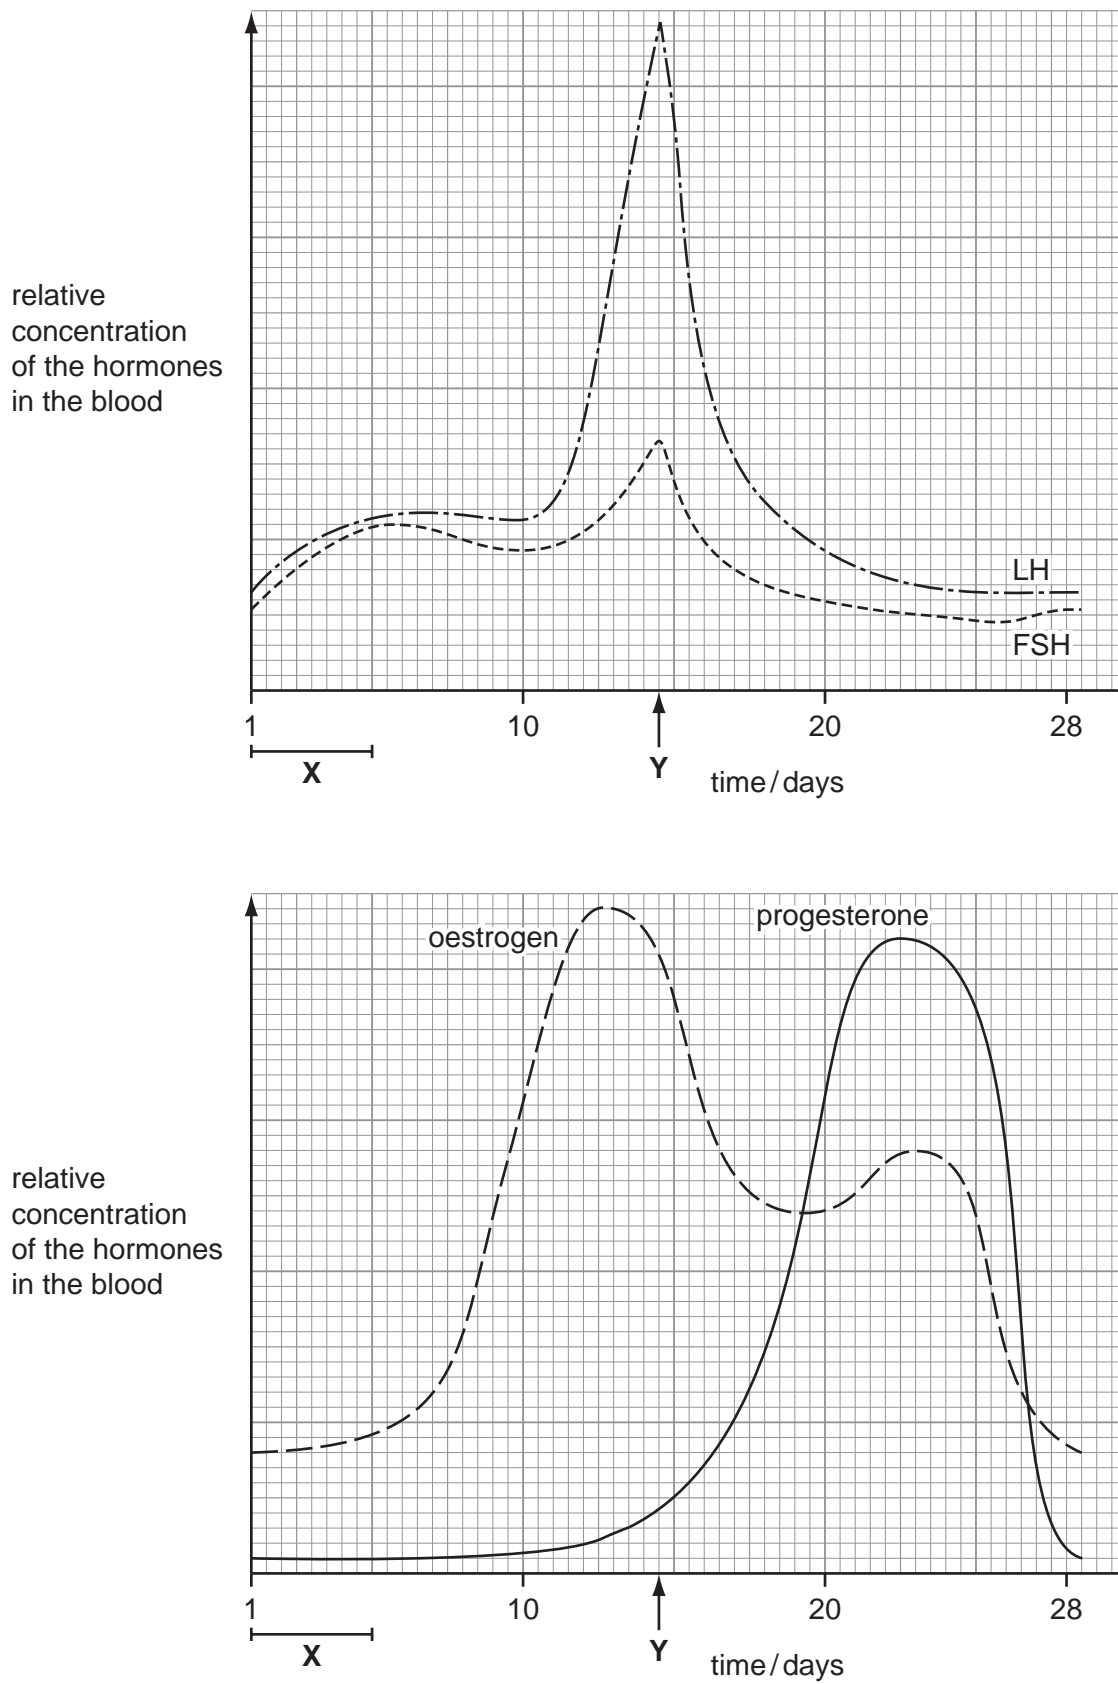 relative
concentration
of the hormones
in the blood
LH
FSH
1 10 20 28
X Y time / days
oestrogen progesterone
relative
concentration
of the hormones
in the blood
1 10 20 28
X Y time / days